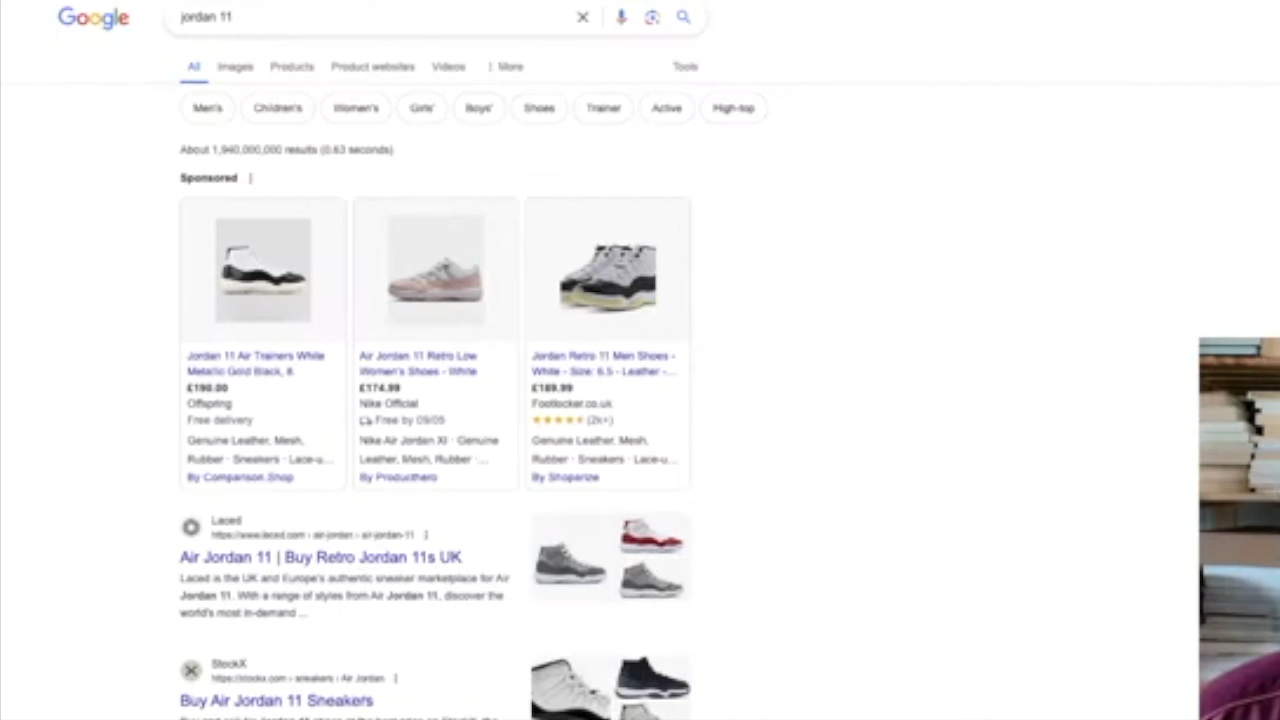 Google
jordan 11
All Images Products Product websites Videos More Tools
Men's Children's Women's Girls' Boys' Shoes Trainer Active High-top
About 1,940,000,000 results (0.63 seconds)
Sponsored
Jordan 11 Air Trainers White
Metallic Gold Black, 8
£190.00
Offspring
Free delivery
Genuine Leather, Mesh,
Rubber · Sneakers · Lace-u...
By Comparison.Shop
Air Jordan 11 Retro Low
Women's Shoes - White
£174.99
Nike Official
Free by 09/05
Nike Air Jordan XI · Genuine
Leather, Mesh, Rubber ·...
By Producthero
Jordan Retro 11 Men Shoes -
White - Size: 6.5 - Leather -...
£189.99
Footlocker.co.uk
(2k+)
Genuine Leather, Mesh,
Rubber · Sneakers · Lace-u...
By Shoparize
Laced
https://www.laced.com › air-jordan › air-jordan-11
Air Jordan 11 | Buy Retro Jordan 11s UK
Laced is the UK and Europe's authentic sneaker marketplace for Air
Jordan 11. With a range of styles from Air Jordan 11, discover the
world's most in-demand ...
StockX
https://stockx.com › sneakers › Air Jordan
Buy Air Jordan 11 Sneakers